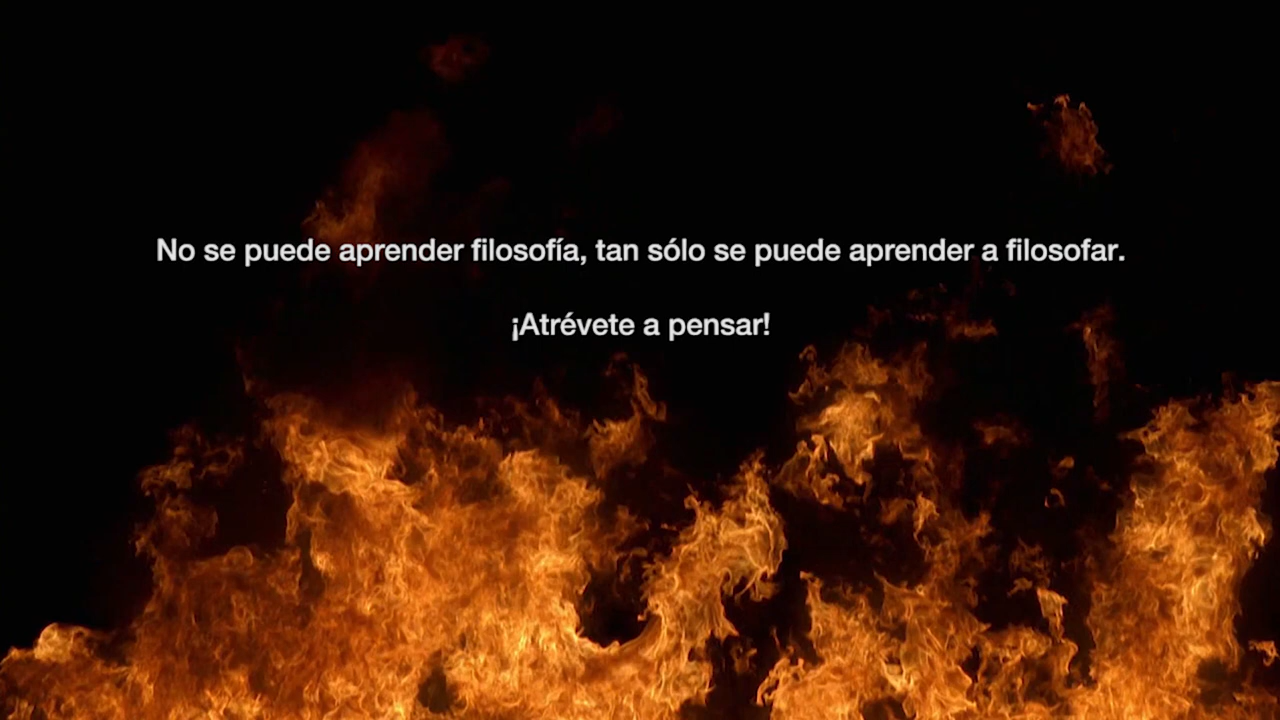 No se puede aprender filosofía, tan sólo se puede aprender a filosofar.
¡Atrévete a pensar!